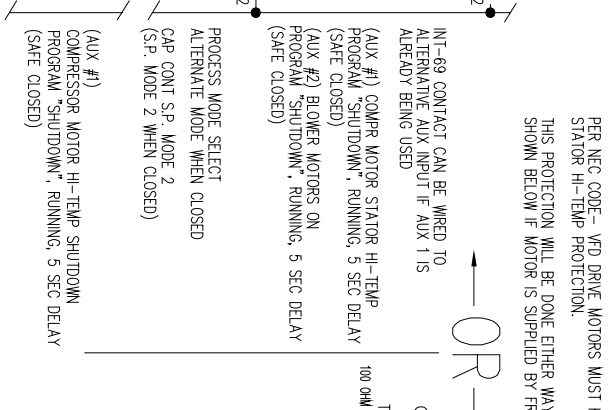 PER NEC CODE- VFD DRIVE MOTORS MUST
STATOR HI-TEMP PROTECTION.
THIS PROTECTION WILL BE DONE EITHER WAY
SHOWN BELOW IF MOTOR IS SUPPLIED BY
OR
INT-69 CONTACT CAN BE WIRED TO
ALTERNATIVE AUX INPUT IF AUX 1 IS
ALREADY BEING USED
(AUX #1) COMPR MOTOR STATOR HI-TEMP
PROGRAM "SHUTDOWN", RUNNING, 5 SEC DELAY
(SAFE CLOSED)
(AUX #2) BLOWER MOTORS ON
PROGRAM "SHUTDOWN", RUNNING, 5 SEC DELAY
(SAFE CLOSED)
PROCESS MODE SELECT
ALTERNATE MODE WHEN CLOSED
CAP CONT S.P. MODE 2
(S.P. MODE 2 WHEN CLOSED)
(AUX #1)
COMPRESSOR MOTOR HI-TEMP SHUTDOWN
PROGRAM "SHUTDOWN", RUNNING, 5 SEC DELAY
(SAFE CLOSED)
100 OHM
2
2